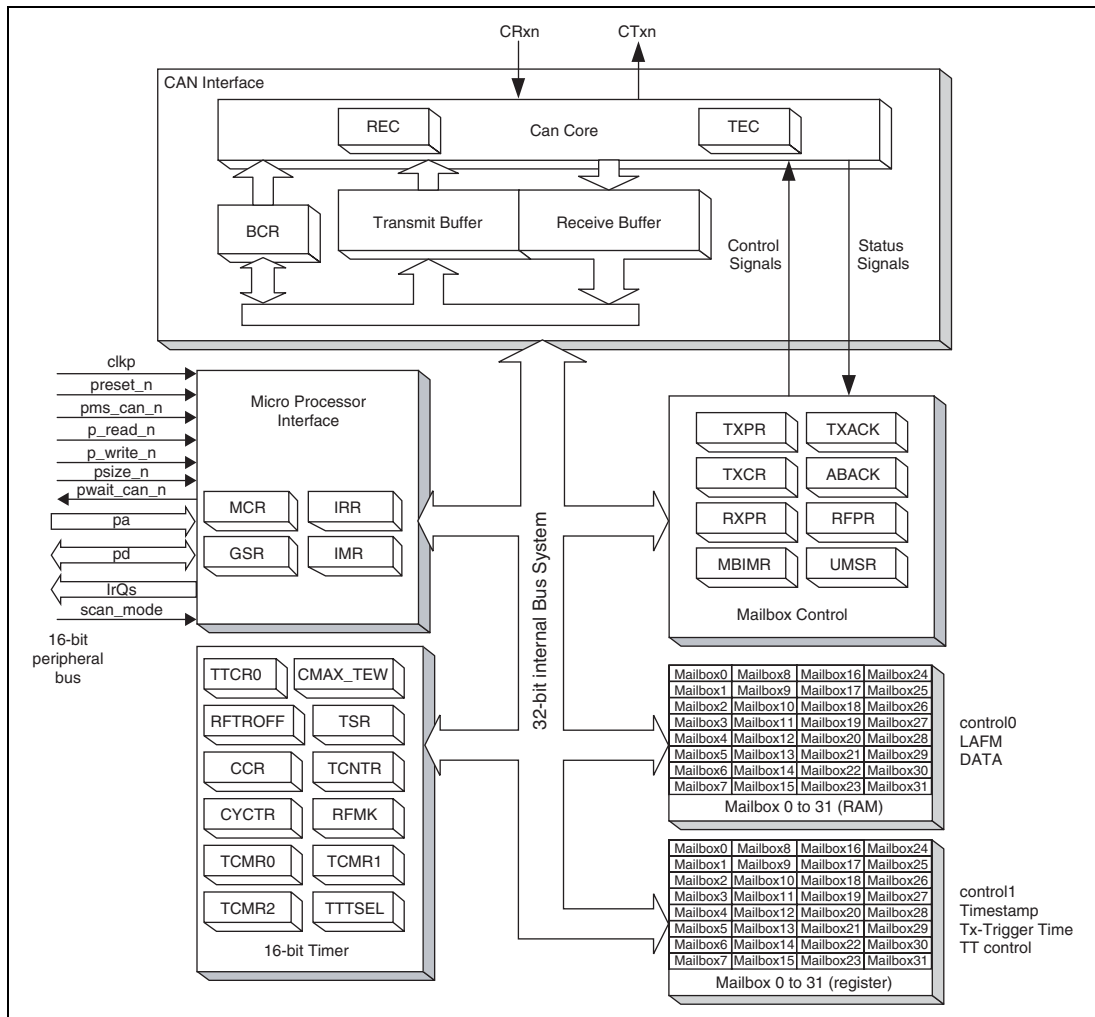 CRxn
CTxn
CAN Interface
REC
Can Core
TEC
BCR
Transmit Buffer
Receive Buffer
Control
Signals
Status
Signals
clkp
preset_n
pms_can_n
p_read_n
p_write_n
psize_n
pwait_can_n
pa
pd
IrQs
scan_mode
16-bit
peripheral
bus
Micro Processor
Interface
MCR
IRR
GSR
IMR
32-bit internal Bus System
TXPR
TXACK
TXCR
ABACK
RXPR
RFPR
MBIMR
UMSR
Mailbox Control
TTCR0
CMAX_TEW
RFTROFF
TSR
CCR
TCNTR
CYCTR
RFMK
TCMR0
TCMR1
TCMR2
TTTSEL
16-bit Timer
Mailbox0 Mailbox8 Mailbox16 Mailbox24
Mailbox1 Mailbox9 Mailbox17 Mailbox25
Mailbox2 Mailbox10 Mailbox18 Mailbox26
Mailbox3 Mailbox11 Mailbox19 Mailbox27
Mailbox4 Mailbox12 Mailbox20 Mailbox28
Mailbox5 Mailbox13 Mailbox21 Mailbox29
Mailbox6 Mailbox14 Mailbox22 Mailbox30
Mailbox7 Mailbox15 Mailbox23 Mailbox31
Mailbox 0 to 31 (RAM)
control0
LAFM
DATA
Mailbox0 Mailbox8 Mailbox16 Mailbox24
Mailbox1 Mailbox9 Mailbox17 Mailbox25
Mailbox2 Mailbox10 Mailbox18 Mailbox26
Mailbox3 Mailbox11 Mailbox19 Mailbox27
Mailbox4 Mailbox12 Mailbox20 Mailbox28
Mailbox5 Mailbox13 Mailbox21 Mailbox29
Mailbox6 Mailbox14 Mailbox22 Mailbox30
Mailbox7 Mailbox15 Mailbox23 Mailbox31
Mailbox 0 to 31 (register)
control1
Timestamp
Tx-Trigger Time
TT control